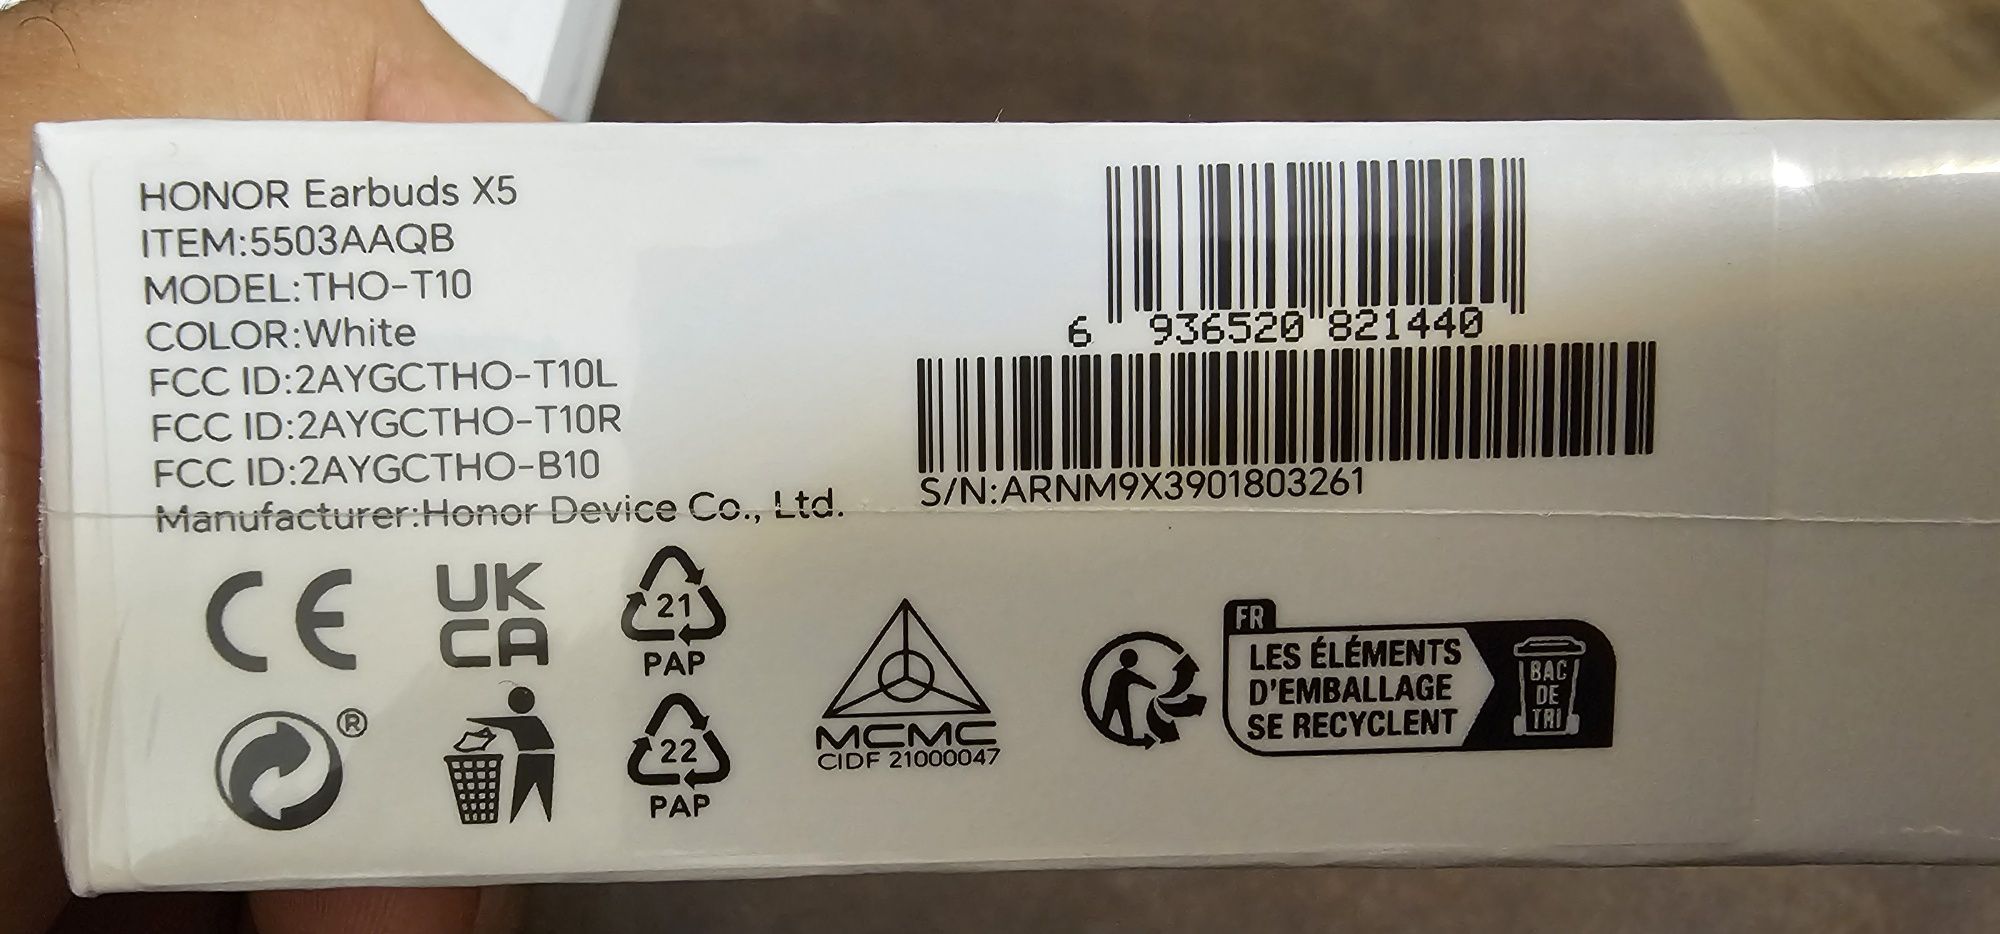 HONOR Earbuds X5
ITEM:5503AAQB
MODEL:THO-T10
COLOR:White
FCC ID:2AYGCTHO-T10L
FCC ID:2AYGCTHO-T10R
FCC ID:2AYGCTHO-B10
Manufacturer:Honor Device Co., Ltd.
6 936520 821440
S/N:ARNM9X3901803261
CE
UK
CA
21
PAP
®
22
PAP
MCMC
CIDF 21000047
FR
LES ÉLÉMENTS
D'EMBALLAGE
SE RECYCLENT
BAC
DE
TRI